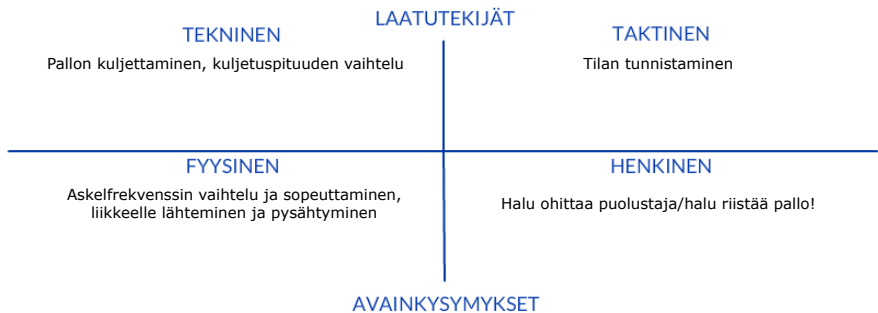 LAATUTEKIJÄT
TEKNINEN
Pallon kuljettaminen, kuljetuspituuden vaihtelu
TAKTINEN
Tilan tunnistaminen
FYYSINEN
Askelfrekvenssin vaihtelu ja sopeuttaminen,
liikkeelle lähteminen ja pysähtyminen
HENKINEN
Halu ohittaa puolustaja/halu riistää pallo!
AVAINKYSYMYKSET